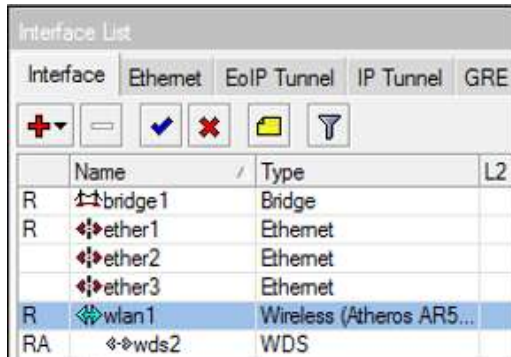 Interface List
Interface Ethernet EoIP Tunnel IP Tunnel GRE
Name / Type L2
R bridge1 Bridge
R ether1 Ethernet
ether2 Ethernet
ether3 Ethernet
R wlan1 Wireless (Atheros AR5...
RA wds2 WDS